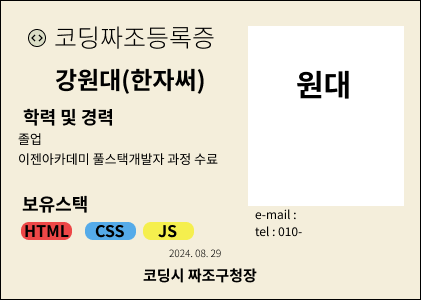 코딩짜조등록증
강원대(한자써)
원대
학력 및 경력
졸업
이젠아카데미 풀스택개발자 과정 수료
보유스택
HTML CSS JS
e-mail :
tel : 010-
2024. 08. 29
코딩시 짜조구청장